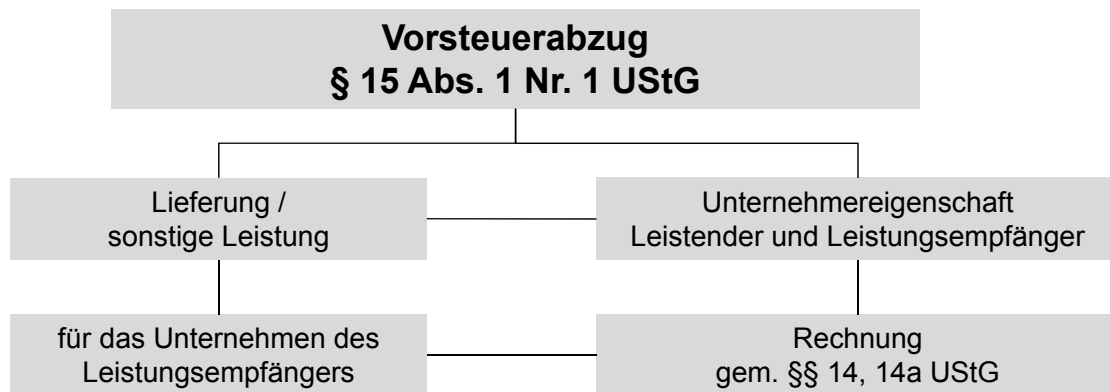 Vorsteuerabzug
§ 15 Abs. 1 Nr. 1 UStG
Lieferung /
sonstige Leistung
Unternehmereigenschaft
Leistender und Leistungsempfänger
für das Unternehmen des
Leistungsempfängers
Rechnung
gem. §§ 14, 14a UStG